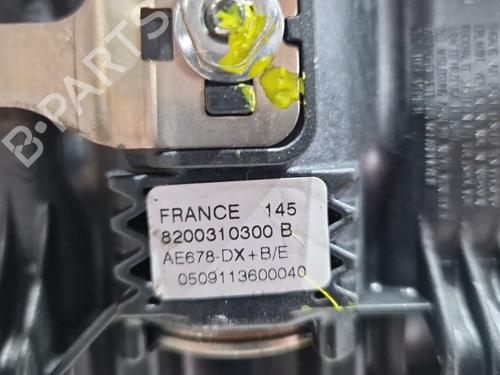 B-PARTS
FRANCE 145
8200310300 B
AE678-DX+B/E
0509113600040